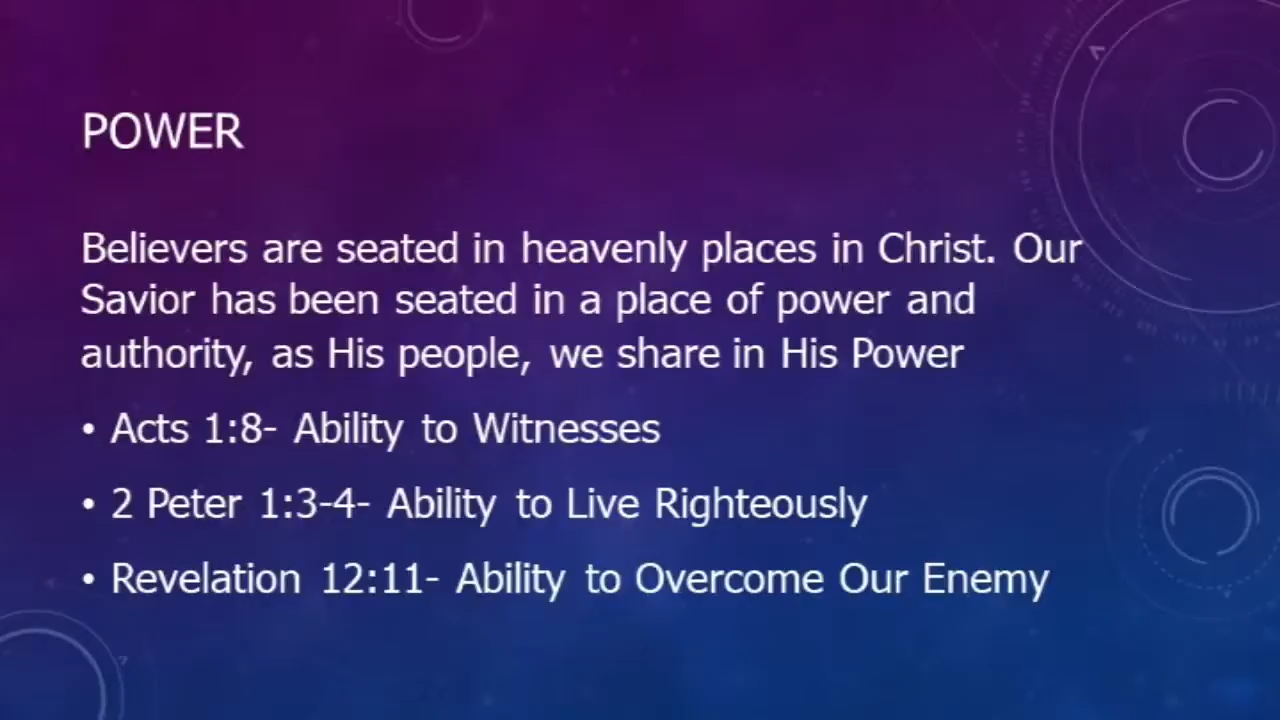 POWER
Believers are seated in heavenly places in Christ. Our
Savior has been seated in a place of power and
authority, as His people, we share in His Power
• Acts 1:8- Ability to Witnesses
• 2 Peter 1:3-4- Ability to Live Righteously
• Revelation 12:11- Ability to Overcome Our Enemy